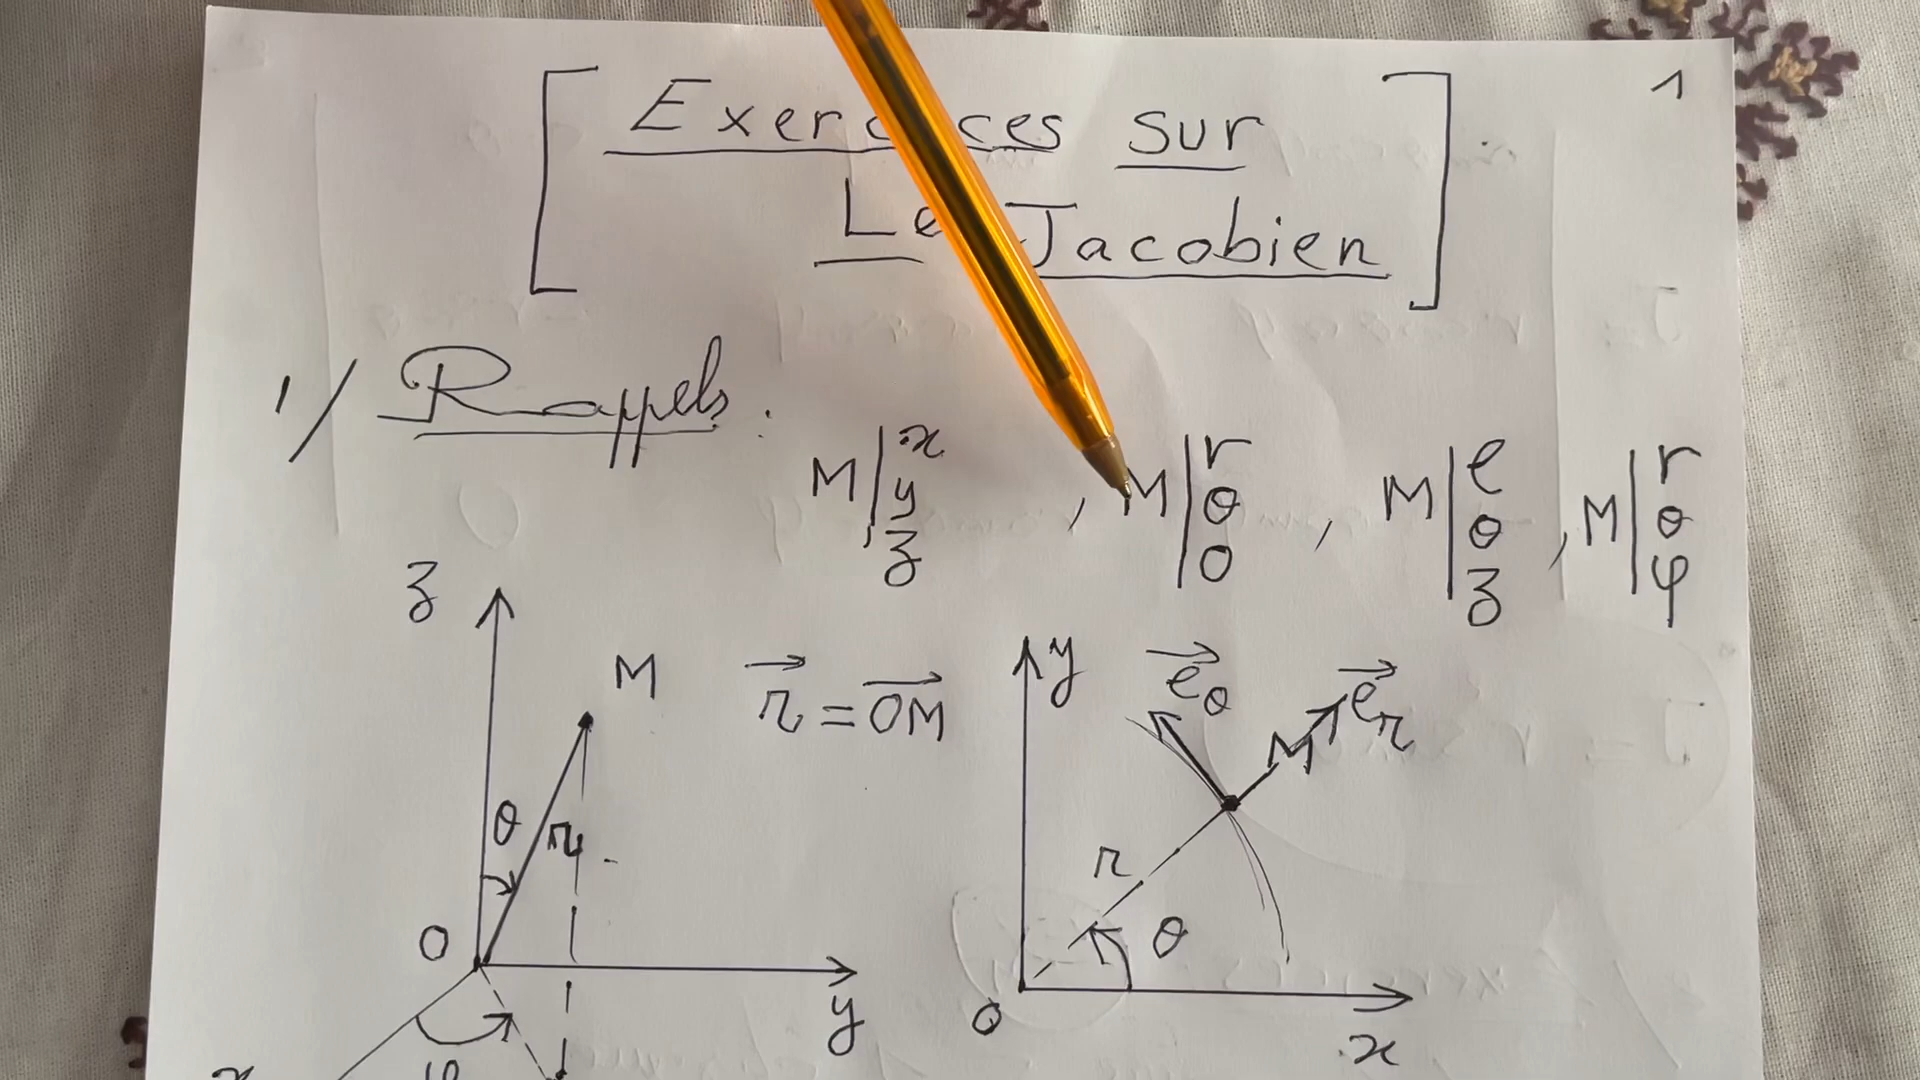 1
Exercices sur
Le Jacobien
1/ Rappels :
M | x y z , M | r θ 0 , M | ρ θ z , M | r θ φ
z
M
r⃗ = OM⃗
y
e⃗θ
M
e⃗r
θ
r
r
θ
O
y
O
x
x
φ